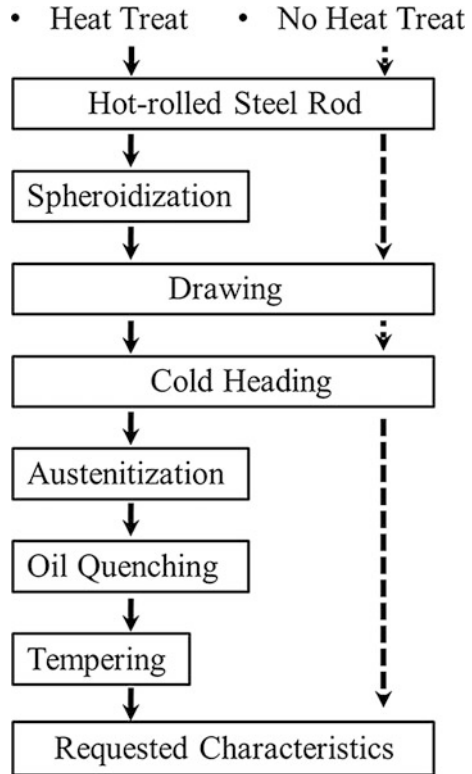 • Heat Treat • No Heat Treat
Hot-rolled Steel Rod
Spheroidization
Drawing
Cold Heading
Austenitization
Oil Quenching
Tempering
Requested Characteristics